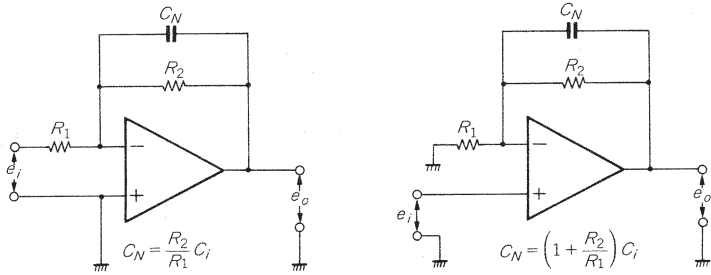 C_N
R_2
R_1
e_i
−
+
e_o
C_N = R_2/R_1 C_i
C_N
R_2
R_1
−
+
e_i
e_o
C_N = (1 + R_2/R_1) C_i